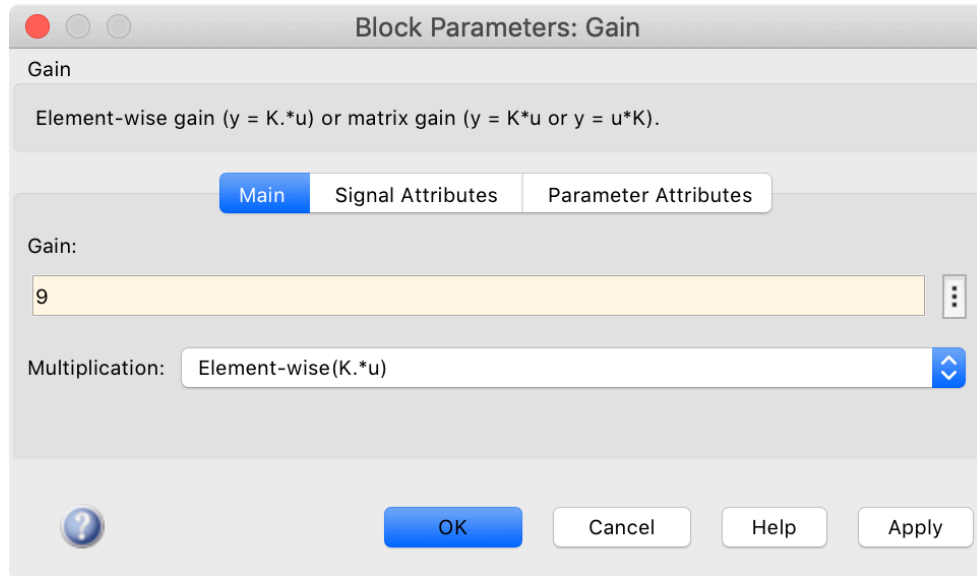 Block Parameters: Gain
Gain
Element-wise gain (y = K.*u) or matrix gain (y = K*u or y = u*K).
Main Signal Attributes Parameter Attributes
Gain:
9
Multiplication: Element-wise(K.*u)
? OK Cancel Help Apply